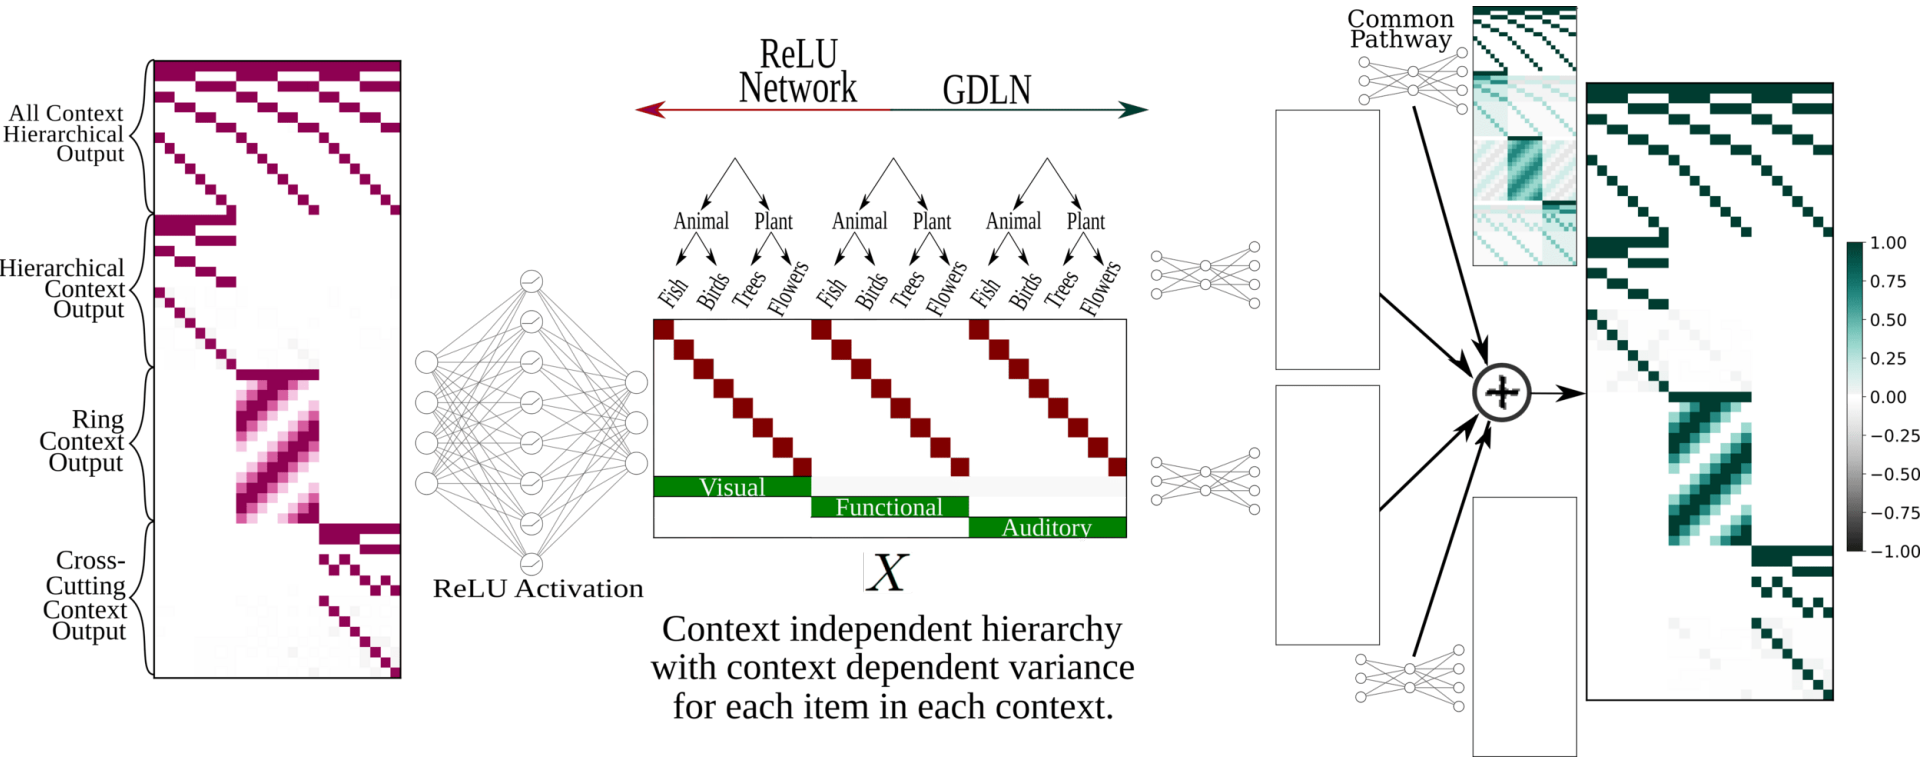 All Context
Hierarchical
Output
Hierarchical
Context
Output
Ring
Context
Output
Cross-
Cutting
Context
Output
ReLU Activation
ReLU
Network
GDLN
Animal Plant Animal Plant Animal Plant
Fish Birds Trees Flowers Fish Birds Trees Flowers Fish Birds Trees Flowers
Visual
Functional
Auditory
X
Context independent hierarchy
with context dependent variance
for each item in each context.
Common
Pathway
+
1.00
0.75
0.50
0.25
0.00
−0.25
−0.50
−0.75
−1.00